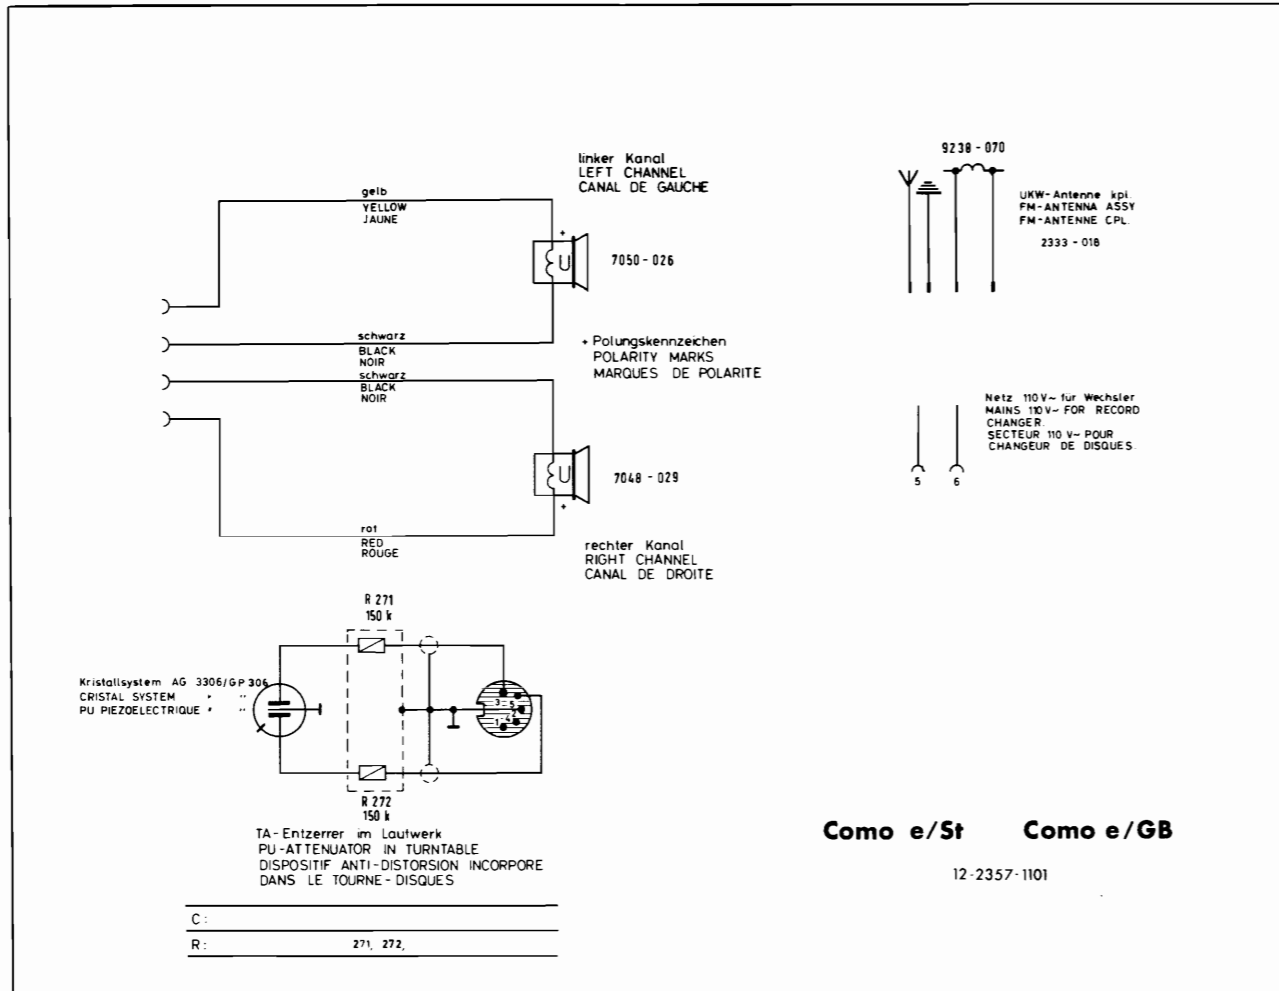 linker Kanal
LEFT CHANNEL
CANAL DE GAUCHE
gelb
YELLOW
JAUNE
+
U
7050 - 026
schwarz
BLACK
NOIR
+ Polungskennzeichen
POLARITY MARKS
MARQUES DE POLARITE
schwarz
BLACK
NOIR
U
7048 - 029
+
rot
RED
ROUGE
rechter Kanal
RIGHT CHANNEL
CANAL DE DROITE
9238 - 070
UKW-Antenne kpl.
FM-ANTENNA ASSY
FM-ANTENNE CPL.
2333 - 018
Netz 110 V~ für Wechsler
MAINS 110 V~ FOR RECORD
CHANGER.
SECTEUR 110 V~ POUR
CHANGEUR DE DISQUES.
5 6
R 271
150 k
Kristallsystem AG 3306/GP 306
CRISTAL SYSTEM " "
PU PIEZOELECTRIQUE " "
3 5
2
1 4
R 272
150 k
TA-Entzerrer im Lautwerk
PU-ATTENUATOR IN TURNTABLE
DISPOSITIF ANTI-DISTORSION INCORPORE
DANS LE TOURNE-DISQUES
C:
R: 271, 272,
Como e/St Como e/GB
12-2357-1101